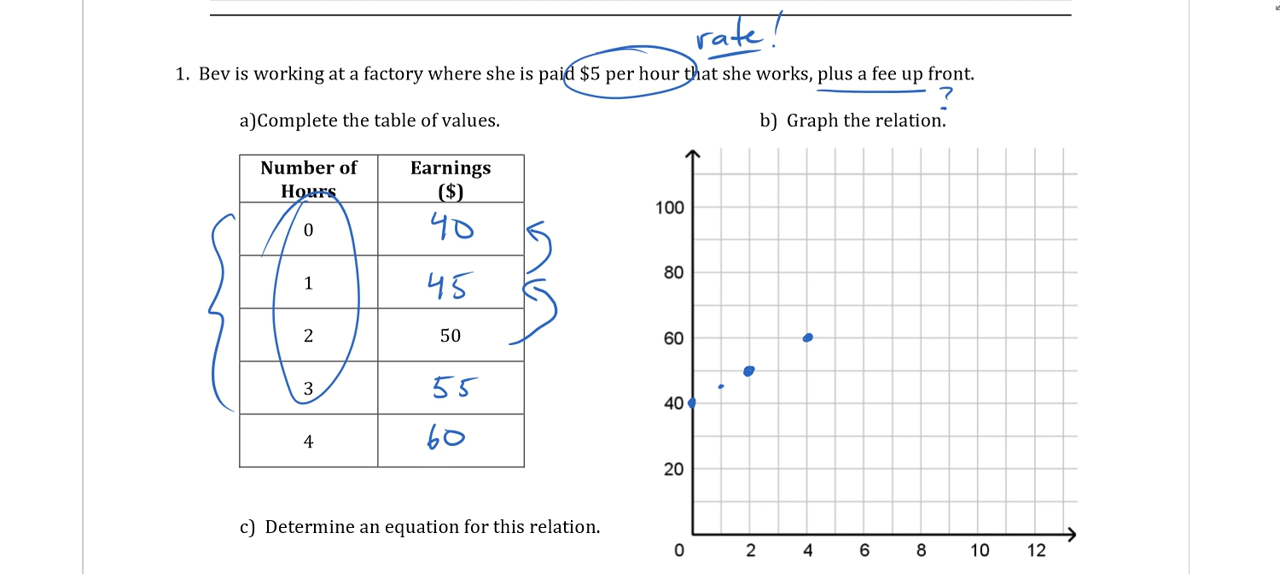 rate!
1. Bev is working at a factory where she is paid $5 per hour that she works, plus a fee up front.
?
a)Complete the table of values.
b) Graph the relation.
Number of Hours Earnings ($)
0 40
1 45
2 50
3 55
4 60
100
80
60
40
20
0 2 4 6 8 10 12
c) Determine an equation for this relation.